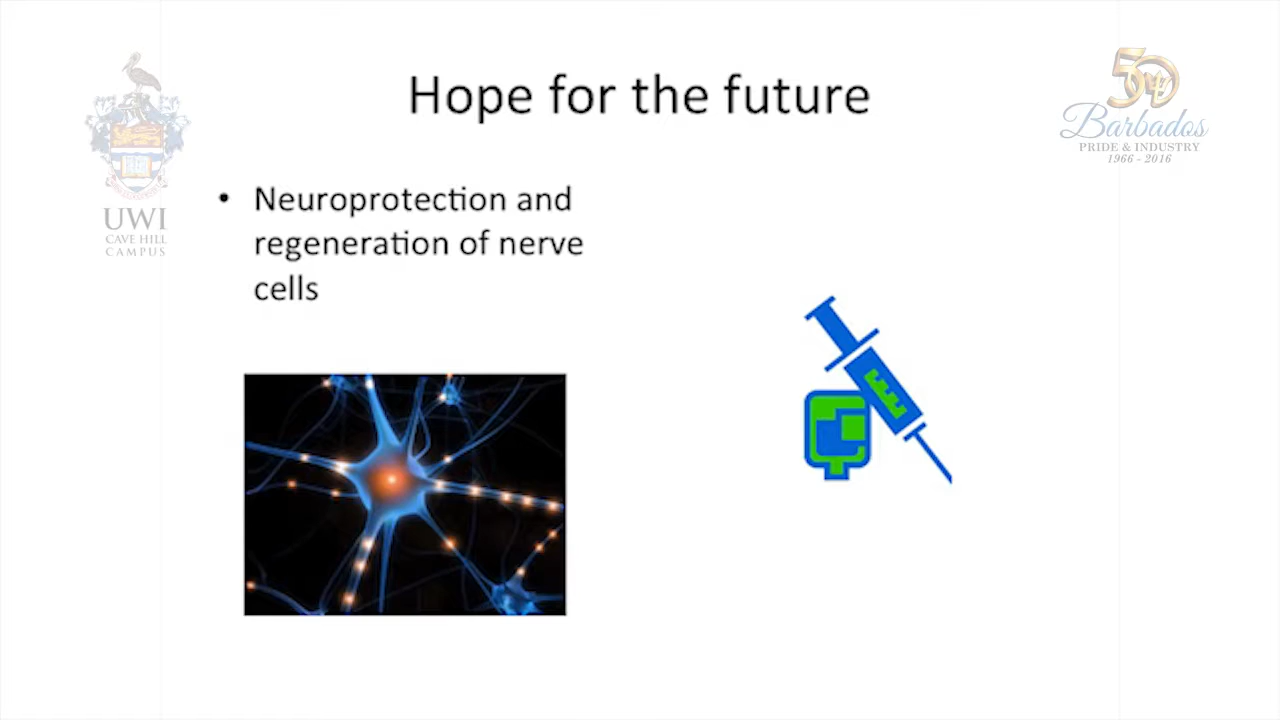 Hope for the future
• Neuroprotection and
regeneration of nerve
cells
UWI
CAVE HILL
CAMPUS
50
Barbados
PRIDE & INDUSTRY
1966 - 2016